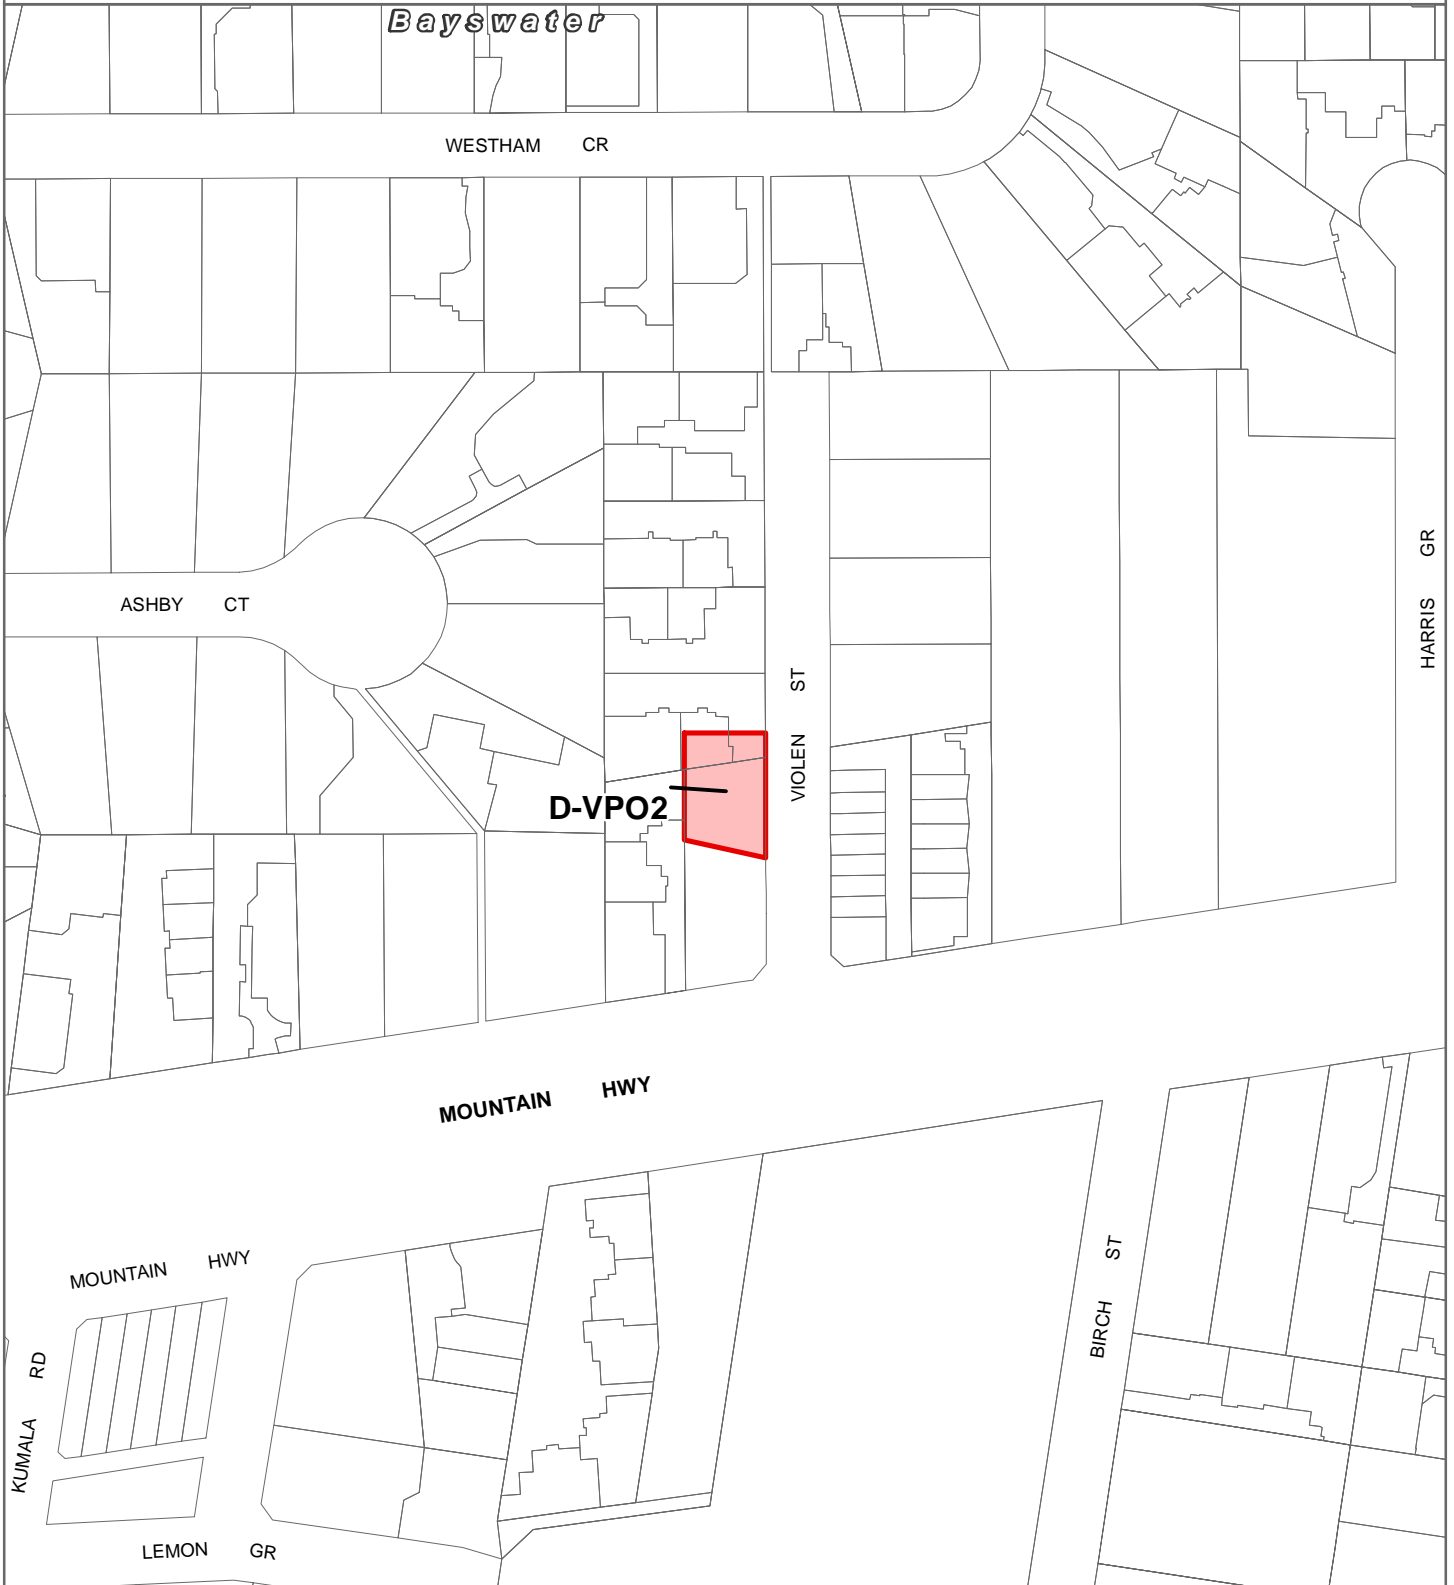 Bayswater
WESTHAM CR
ASHBY CT
HARRIS GR
VIOLEN ST
D-VPO2
MOUNTAIN HWY
MOUNTAIN HWY
BIRCH ST
KUMALA RD
LEMON GR